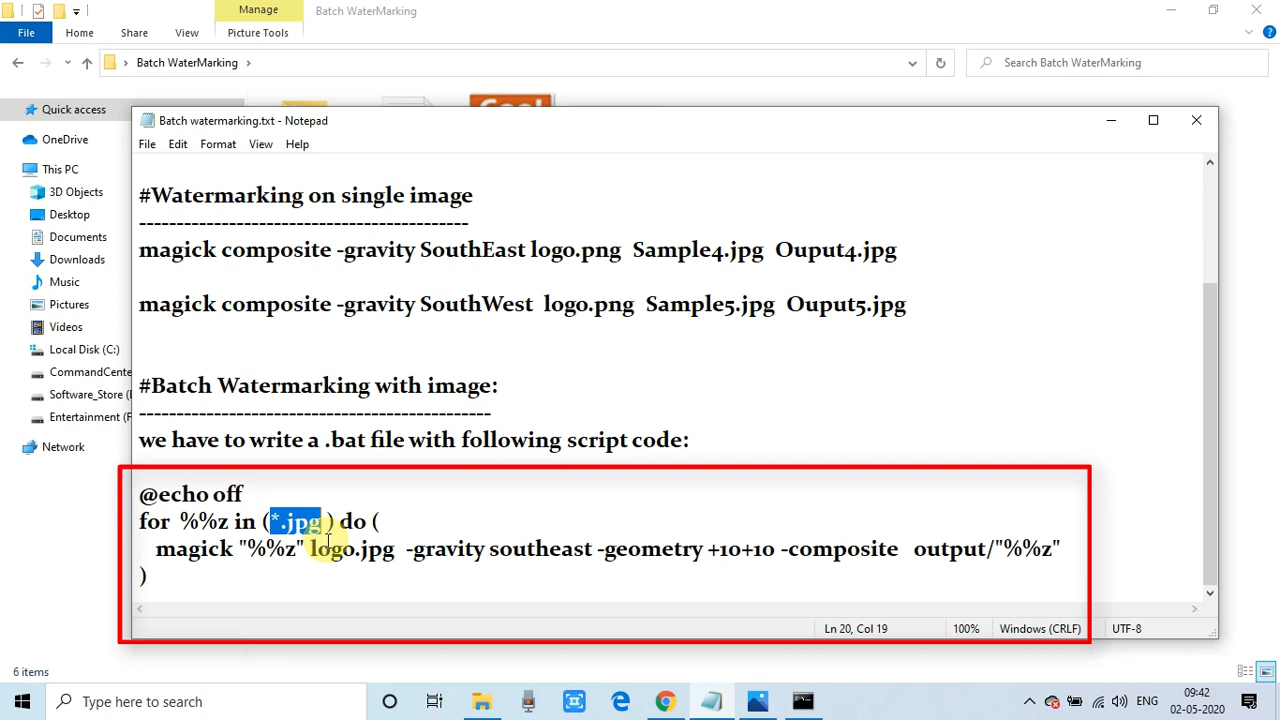 Manage
Batch WaterMarking
File
Home
Share
View
Picture Tools
Batch WaterMarking
Search Batch WaterMarking
Quick access
OneDrive
This PC
3D Objects
Desktop
Documents
Downloads
Music
Pictures
Videos
Local Disk (C:)
CommandCente
Software_Store (
Entertainment (F
Network
Cool
Batch watermarking.txt - Notepad
File Edit Format View Help
#Watermarking on single image
--------------------------------------------
magick composite -gravity SouthEast logo.png Sample4.jpg Ouput4.jpg
magick composite -gravity SouthWest logo.png Sample5.jpg Ouput5.jpg
#Batch Watermarking with image:
-----------------------------------------------
we have to write a .bat file with following script code:
@echo off
for %%z in (*.jpg ) do (
magick "%%z" logo.jpg -gravity southeast -geometry +10+10 -composite output/"%%z"
)
Ln 20, Col 19
100%
Windows (CRLF)
UTF-8
6 items
Type here to search
ENG
09:42
02-05-2020